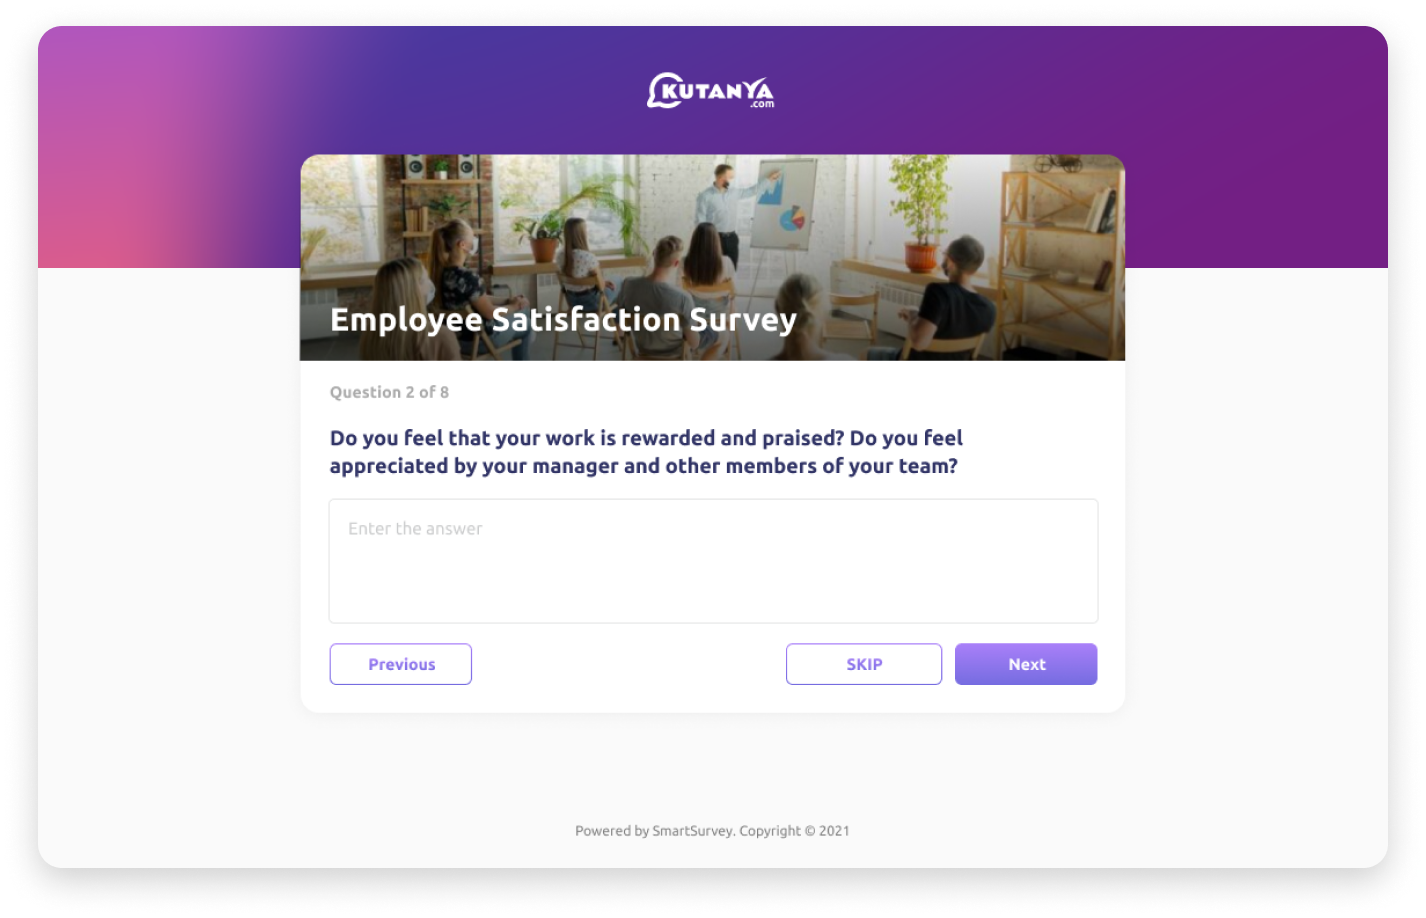 KUTANYA
.com
Employee Satisfaction Survey
Question 2 of 8
Do you feel that your work is rewarded and praised? Do you feel
appreciated by your manager and other members of your team?
Enter the answer
Previous
SKIP
Next
Powered by SmartSurvey. Copyright © 2021